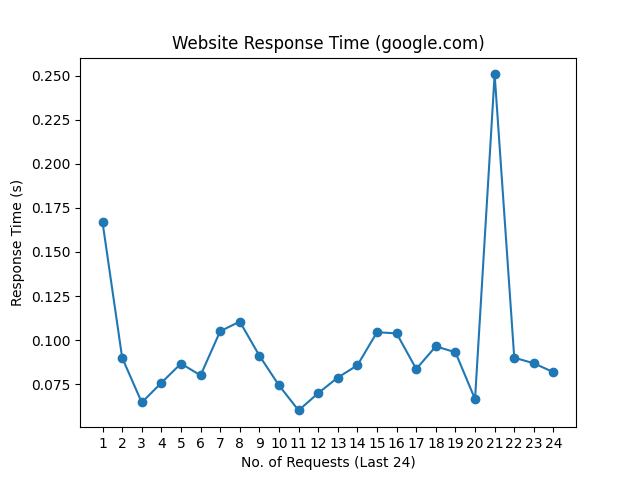 Website Response Time (google.com)
0.250
0.225
0.200
0.175
0.150
0.125
0.100
0.075
Response Time (s)
1 2 3 4 5 6 7 8 9 10 11 12 13 14 15 16 17 18 19 20 21 22 23 24
No. of Requests (Last 24)